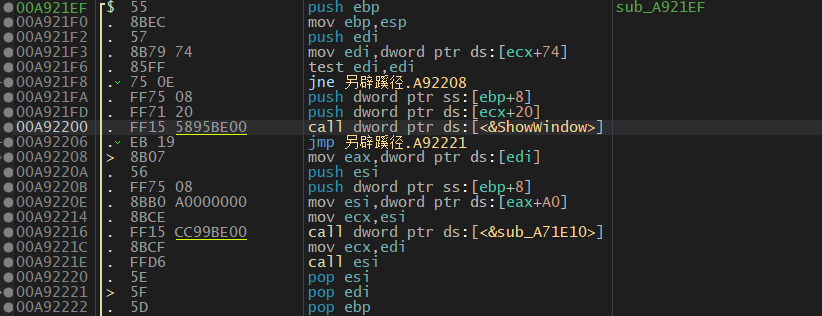 00A921EF $ 55 push ebp sub_A921EF
00A921F0 . 8BEC mov ebp,esp
00A921F2 . 57 push edi
00A921F3 . 8B79 74 mov edi,dword ptr ds:[ecx+74]
00A921F6 . 85FF test edi,edi
00A921F8 . 75 0E jne 另辟蹊径.A92208
00A921FA . FF75 08 push dword ptr ss:[ebp+8]
00A921FD . FF71 20 push dword ptr ds:[ecx+20]
00A92200 . FF15 5895BE00 call dword ptr ds:[<&ShowWindow>]
00A92206 . EB 19 jmp 另辟蹊径.A92221
00A92208 > 8B07 mov eax,dword ptr ds:[edi]
00A9220A . 56 push esi
00A9220B . FF75 08 push dword ptr ss:[ebp+8]
00A9220E . 8BB0 A0000000 mov esi,dword ptr ds:[eax+A0]
00A92214 . 8BCE mov ecx,esi
00A92216 . FF15 CC99BE00 call dword ptr ds:[<&sub_A71E10>]
00A9221C . 8BCF mov ecx,edi
00A9221E . FFD6 call esi
00A92220 . 5E pop esi
00A92221 > 5F pop edi
00A92222 . 5D pop ebp